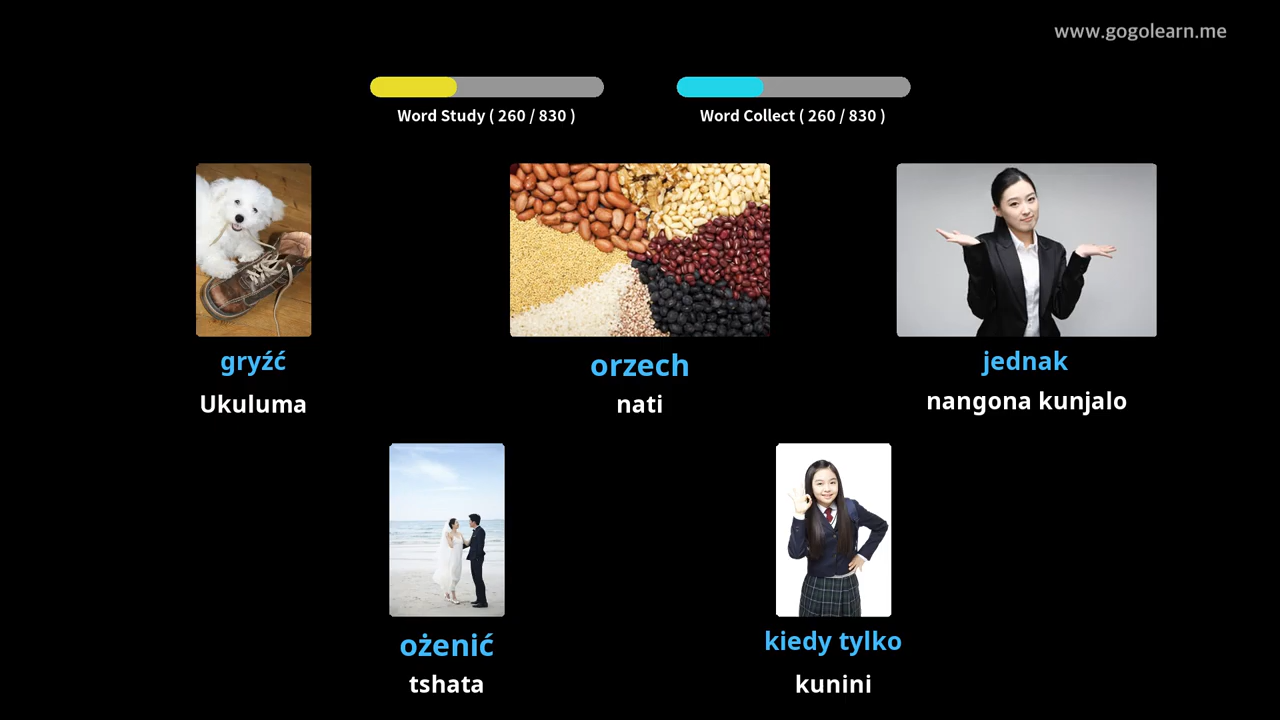 www.gogolearn.me
Word Study ( 260 / 830 )
Word Collect ( 260 / 830 )
gryźć
Ukuluma
orzech
nati
jednak
nangona kunjalo
ożenić
tshata
kiedy tylko
kunini